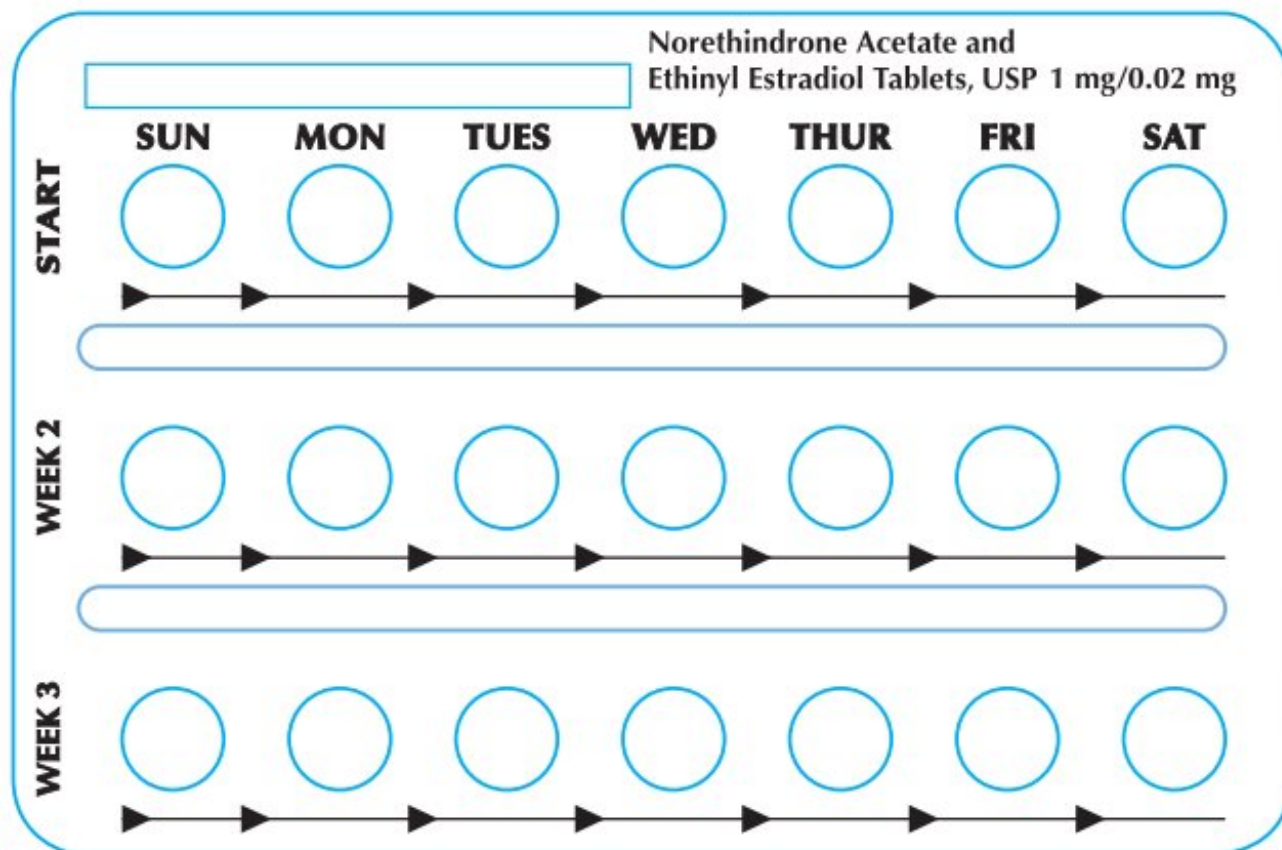 Norethindrone Acetate and
Ethinyl Estradiol Tablets, USP 1 mg/0.02 mg
SUN MON TUES WED THUR FRI SAT
START
WEEK 2
WEEK 3